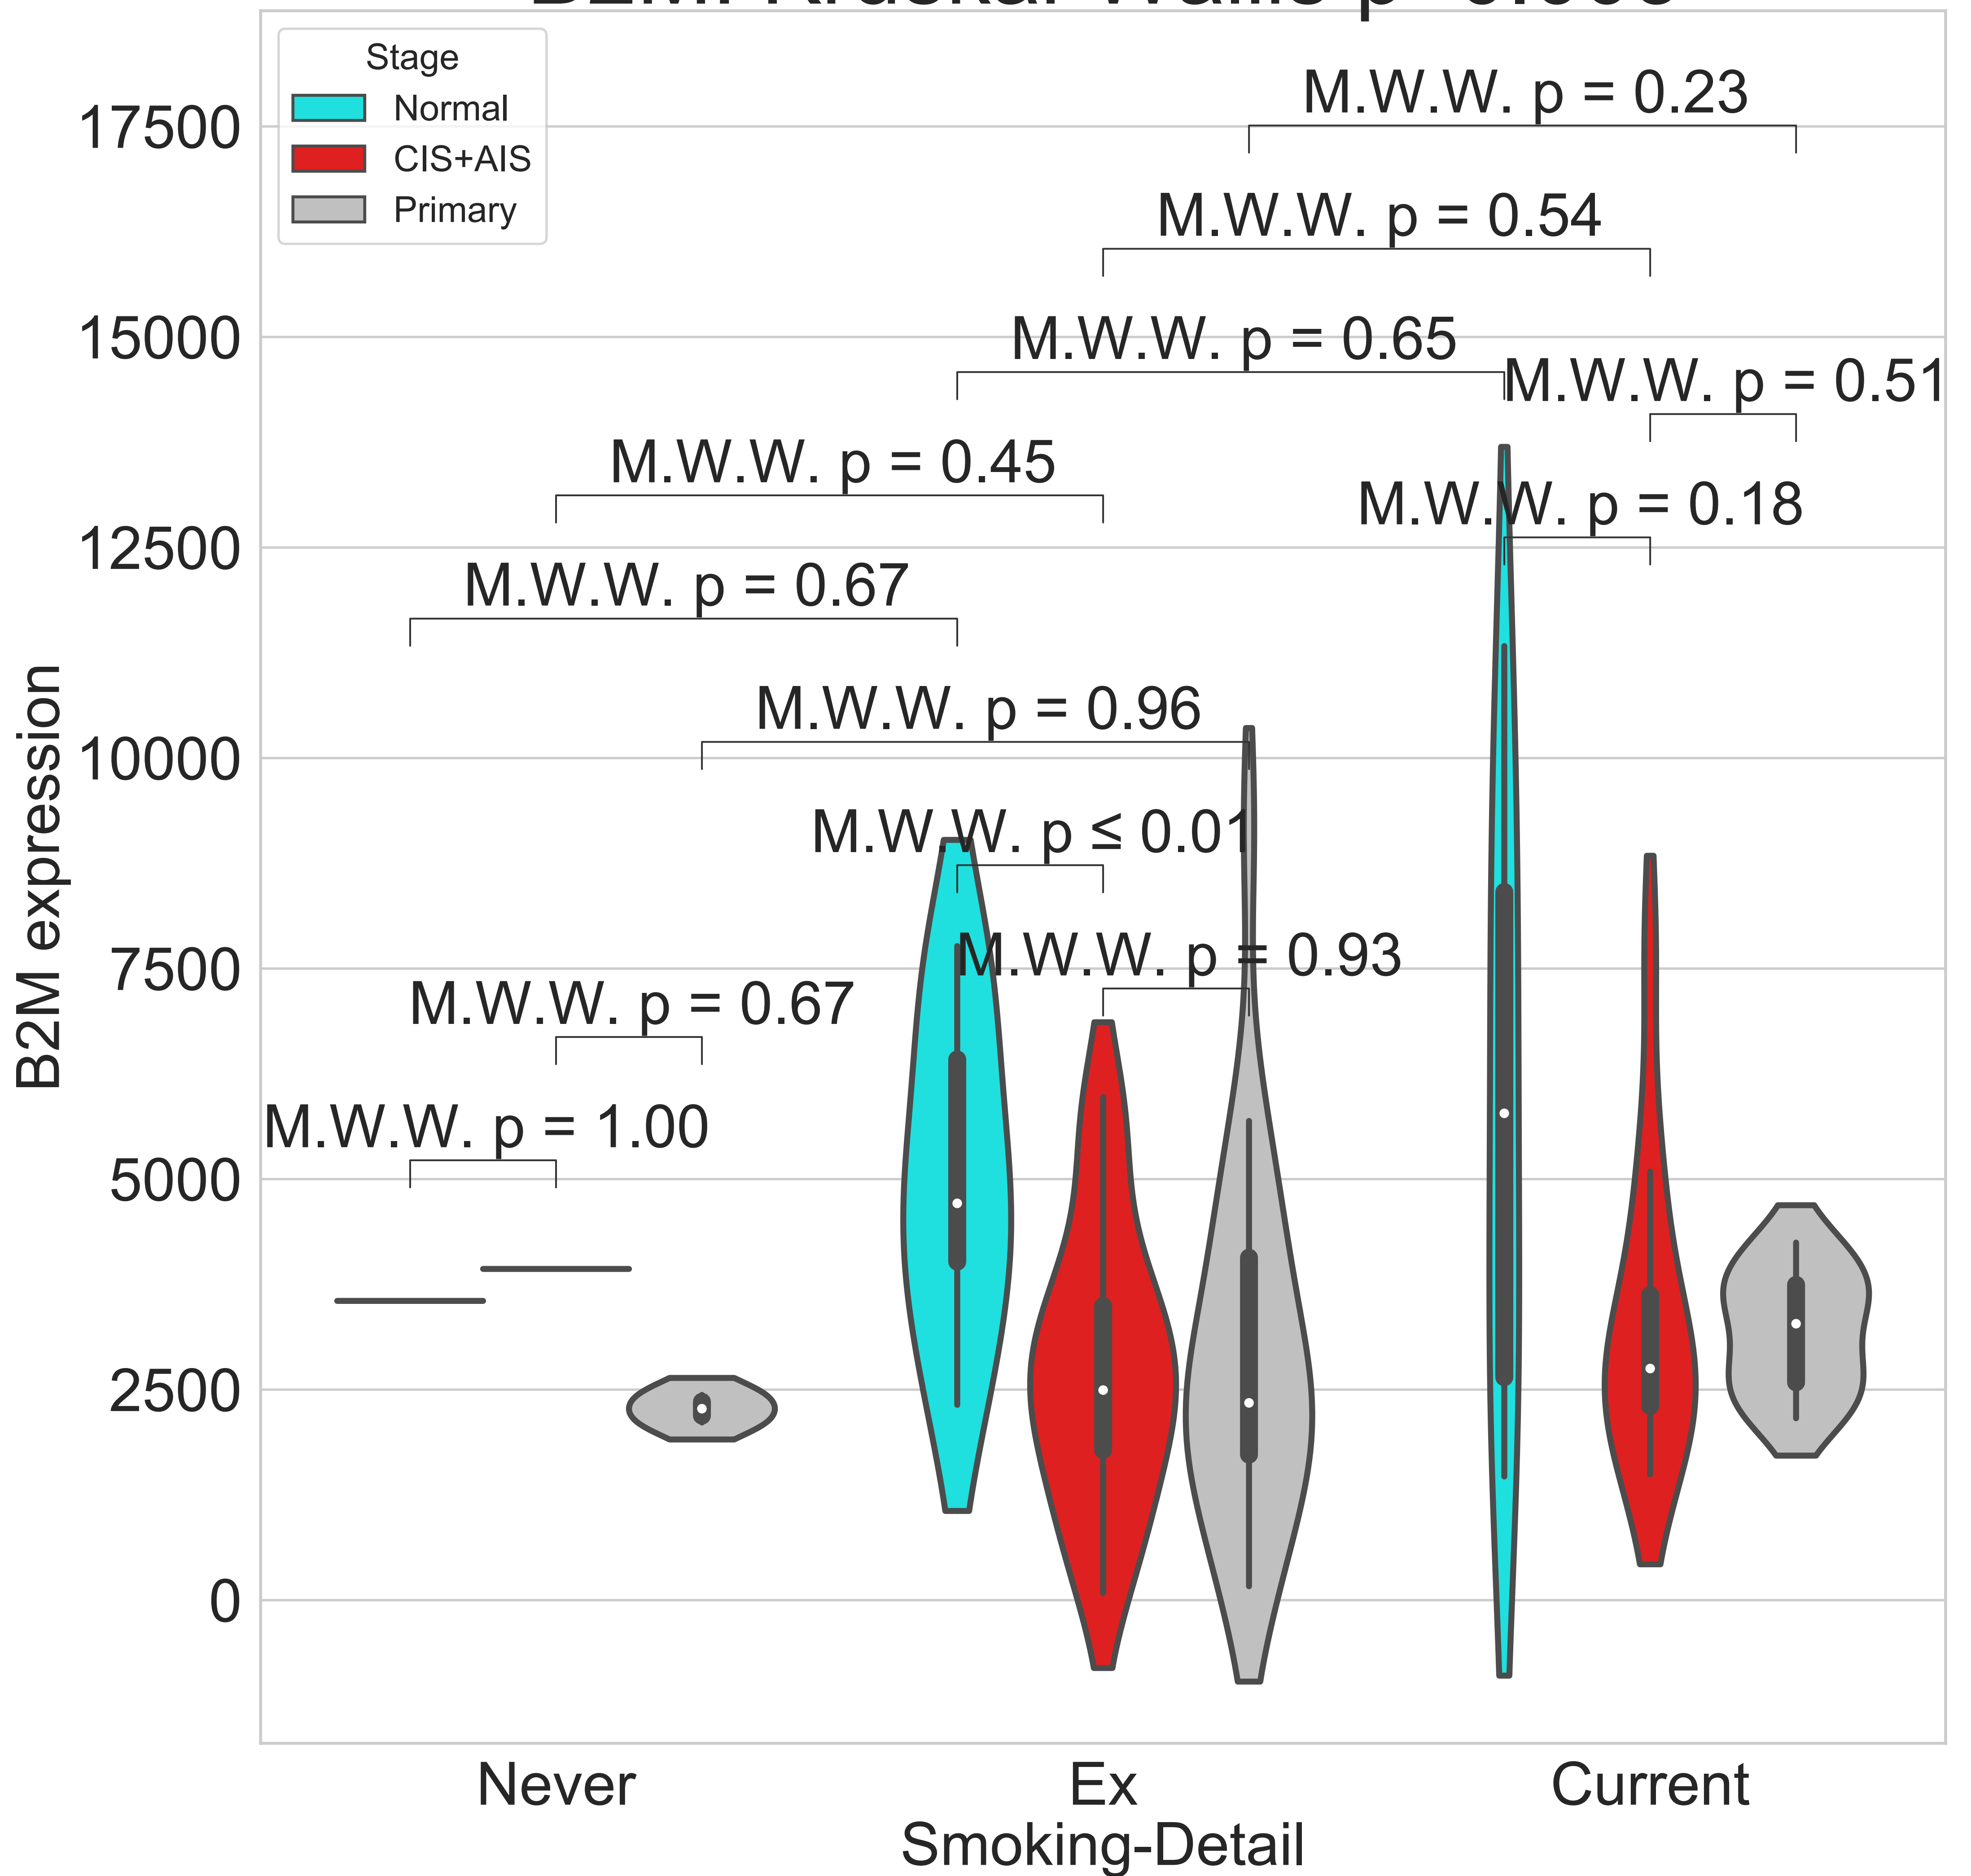 Stage
Normal
CIS+AIS
Primary
M.W.W. p = 0.23
M.W.W. p = 0.54
M.W.W. p = 0.65
M.W.W. p = 0.51
M.W.W. p = 0.45
M.W.W. p = 0.18
M.W.W. p = 0.67
M.W.W. p = 0.96
M.W.W. p ≤ 0.01
M.W.W. p = 0.93
M.W.W. p = 0.67
M.W.W. p = 1.00
17500
15000
12500
10000
7500
5000
2500
0
B2M expression
Never Ex Current
Smoking-Detail